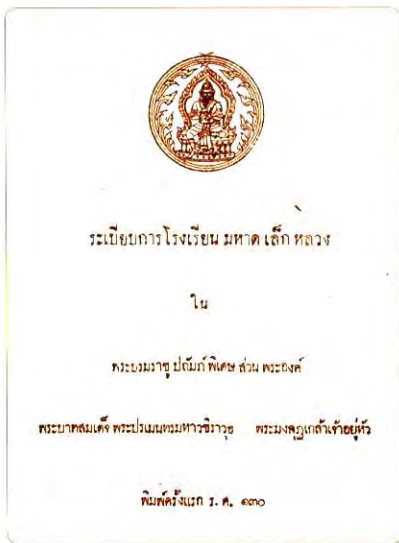 ระเบียบการโรงเรียน มหาด เล็ก หลวง
ใน
พระบรมราชู ปถัมภ์ พิเศษ ส่วน พระองค์
พระบาทสมเด็จ พระปรเมนทรมหาวชิราวุธ พระมงกุฎเกล้าเจ้าอยู่หัว
พิมพ์ครั้งแรก ร. ศ. ๑๓๐